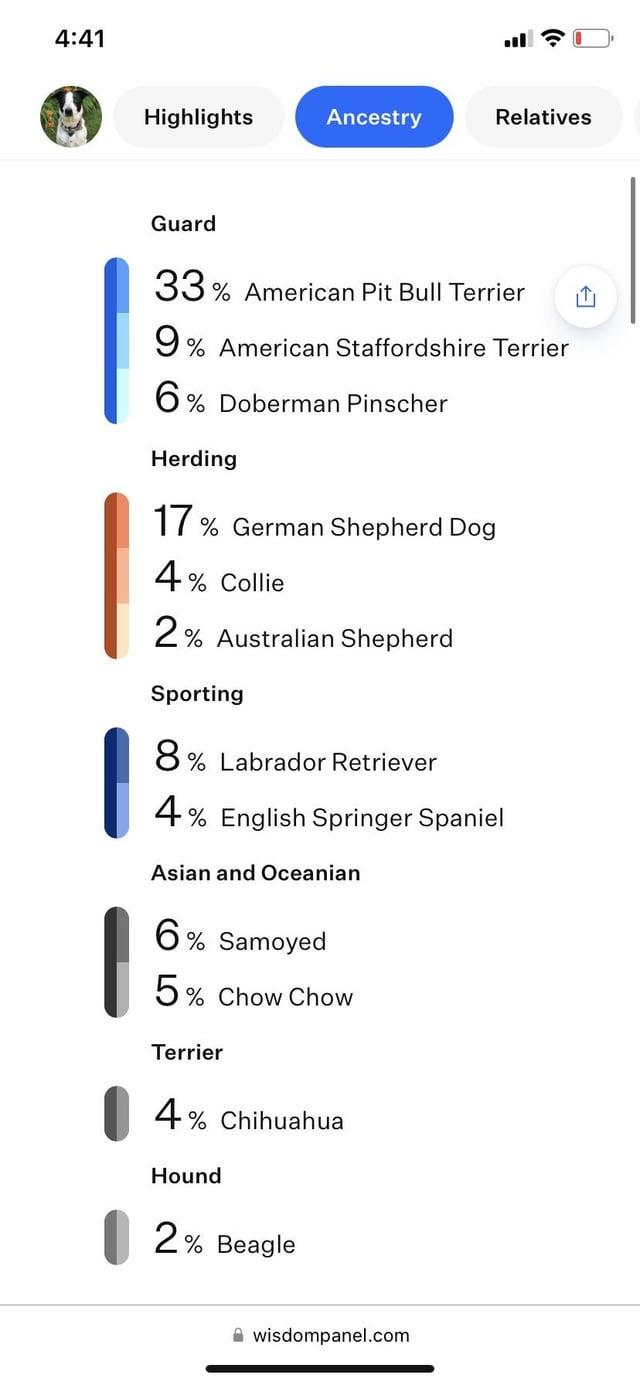 4:41
Highlights
Ancestry
Relatives
Guard
33 % American Pit Bull Terrier
9 % American Staffordshire Terrier
6 % Doberman Pinscher
Herding
17 % German Shepherd Dog
4 % Collie
2 % Australian Shepherd
Sporting
8 % Labrador Retriever
4 % English Springer Spaniel
Asian and Oceanian
6 % Samoyed
5 % Chow Chow
Terrier
4 % Chihuahua
Hound
2 % Beagle
wisdompanel.com